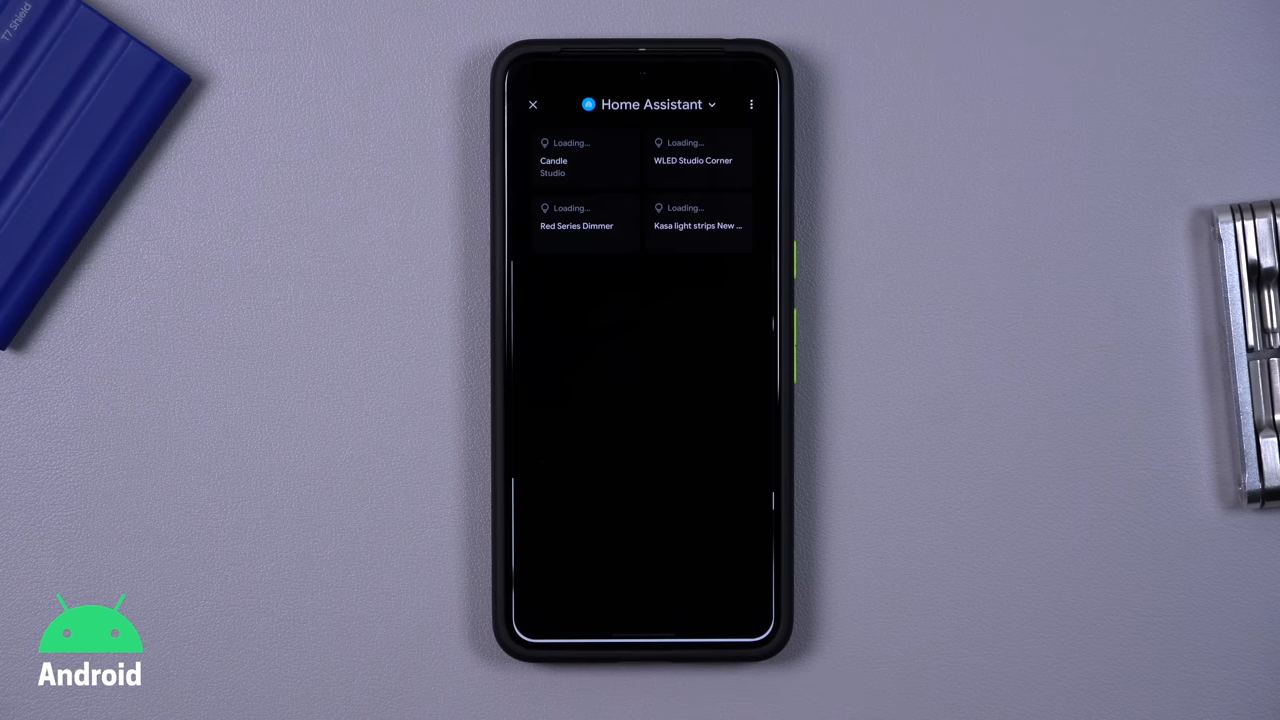 T7 Shield
Home Assistant
Loading...
Candle
Studio
Loading...
WLED Studio Corner
Loading...
Red Series Dimmer
Loading...
Kasa light strips New ...
Android